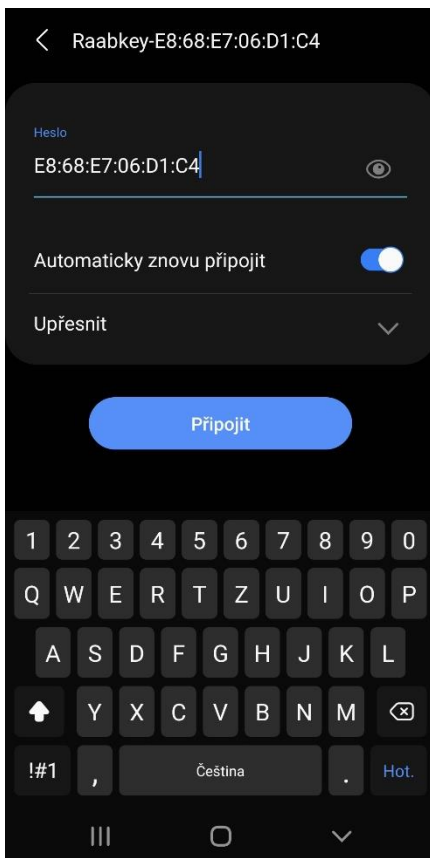 Raabkey-E8:68:E7:06:D1:C4
Heslo
E8:68:E7:06:D1:C4
Automaticky znovu připojit
Upřesnit
Připojit
1 2 3 4 5 6 7 8 9 0
Q W E R T Z U I O P
A S D F G H J K L
Y X C V B N M
!#1 , Čeština . Hot.